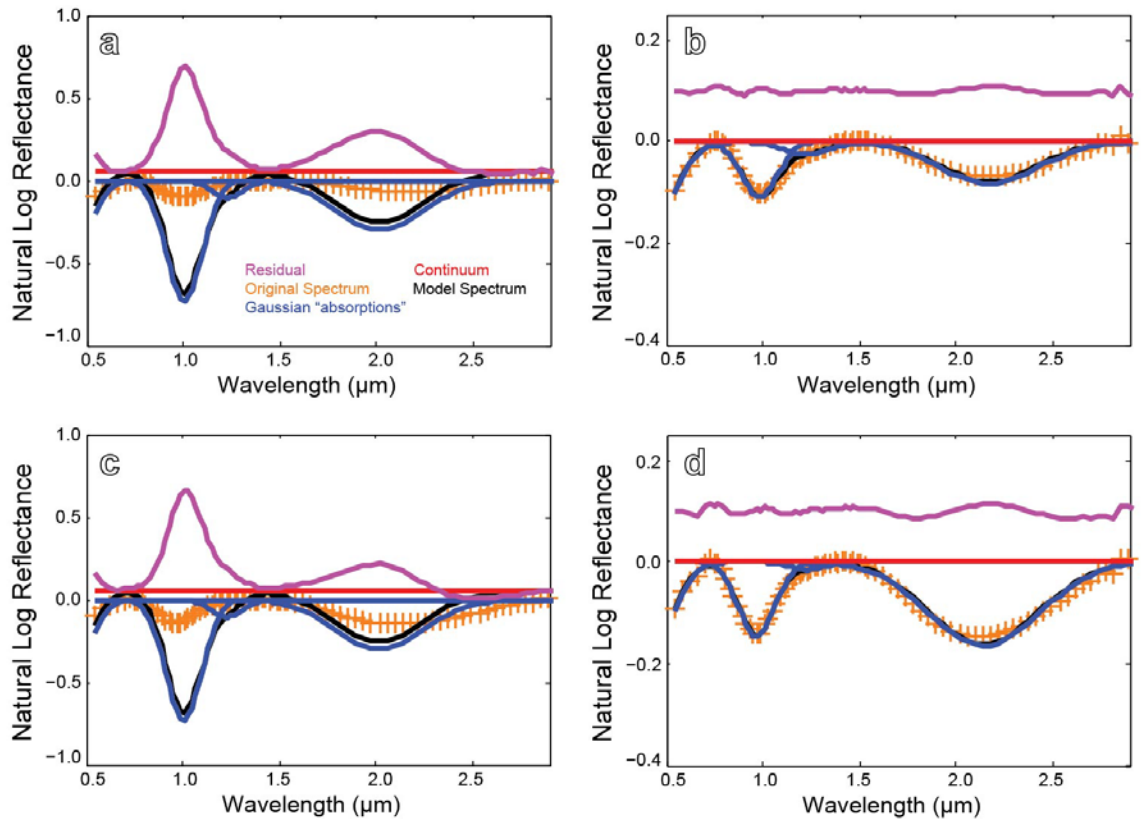 a
Natural Log Reflectance
1.0
0.5
0.0
−0.5
−1.0
Residual
Continuum
Original Spectrum
Model Spectrum
Gaussian “absorptions”
0.5 1.0 1.5 2.0 2.5
Wavelength (µm)
b
Natural Log Reflectance
0.2
0.0
−0.2
−0.4
0.5 1.0 1.5 2.0 2.5
Wavelength (µm)
c
Natural Log Reflectance
1.0
0.5
0.0
−0.5
−1.0
0.5 1.0 1.5 2.0 2.5
Wavelength (µm)
d
Natural Log Reflectance
0.2
0.0
−0.2
−0.4
0.5 1.0 1.5 2.0 2.5
Wavelength (µm)